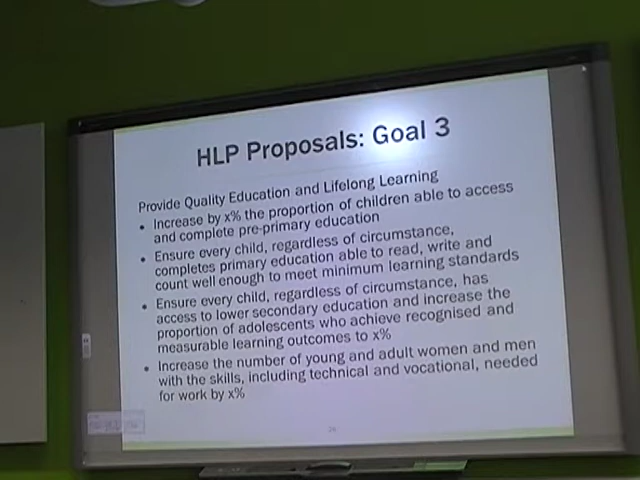 HLP Proposals: Goal 3
Provide Quality Education and Lifelong Learning
• Increase by x% the proportion of children able to access
and complete pre-primary education
• Ensure every child, regardless of circumstance,
completes primary education able to read, write and
count well enough to meet minimum learning standards
• Ensure every child, regardless of circumstance, has
access to lower secondary education and increase the
proportion of adolescents who achieve recognised and
measurable learning outcomes to x%
• Increase the number of young and adult women and men
with the skills, including technical and vocational, needed
for work by x%